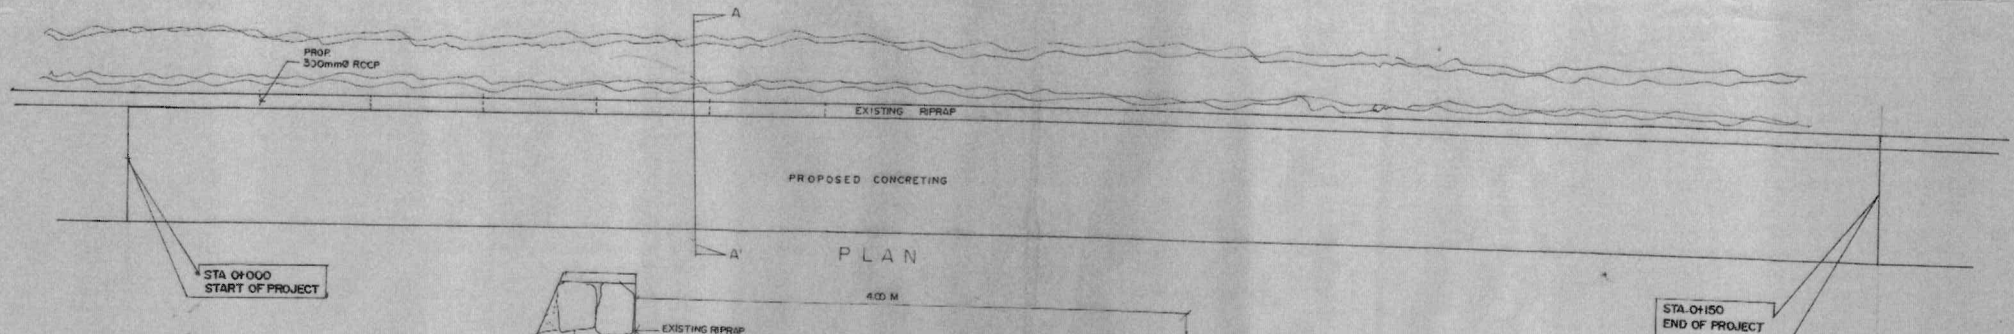 A
PROP.
300mmØ RCCP
EXISTING RIPRAP
PROPOSED CONCRETING
A'
PLAN
STA 0+000
START OF PROJECT
4.00 M
STA. 0+150
END OF PROJECT
EXISTING RIPRAP